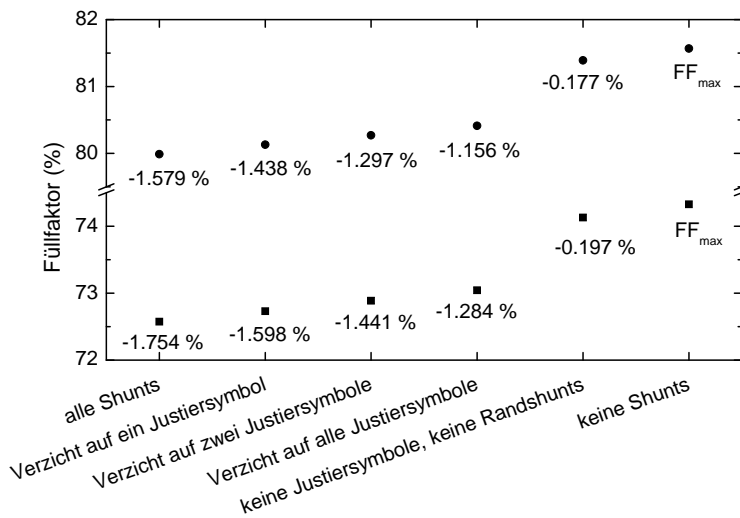 82
81
80
74
73
72
Füllfaktor (%)
-1.579 %
-1.438 %
-1.297 %
-1.156 %
-0.177 %
FFmax
-1.754 %
-1.598 %
-1.441 %
-1.284 %
-0.197 %
FFmax
alle Shunts
Verzicht auf ein Justiersymbol
Verzicht auf zwei Justiersymbole
Verzicht auf alle Justiersymbole
keine Justiersymbole, keine Randshunts
keine Shunts